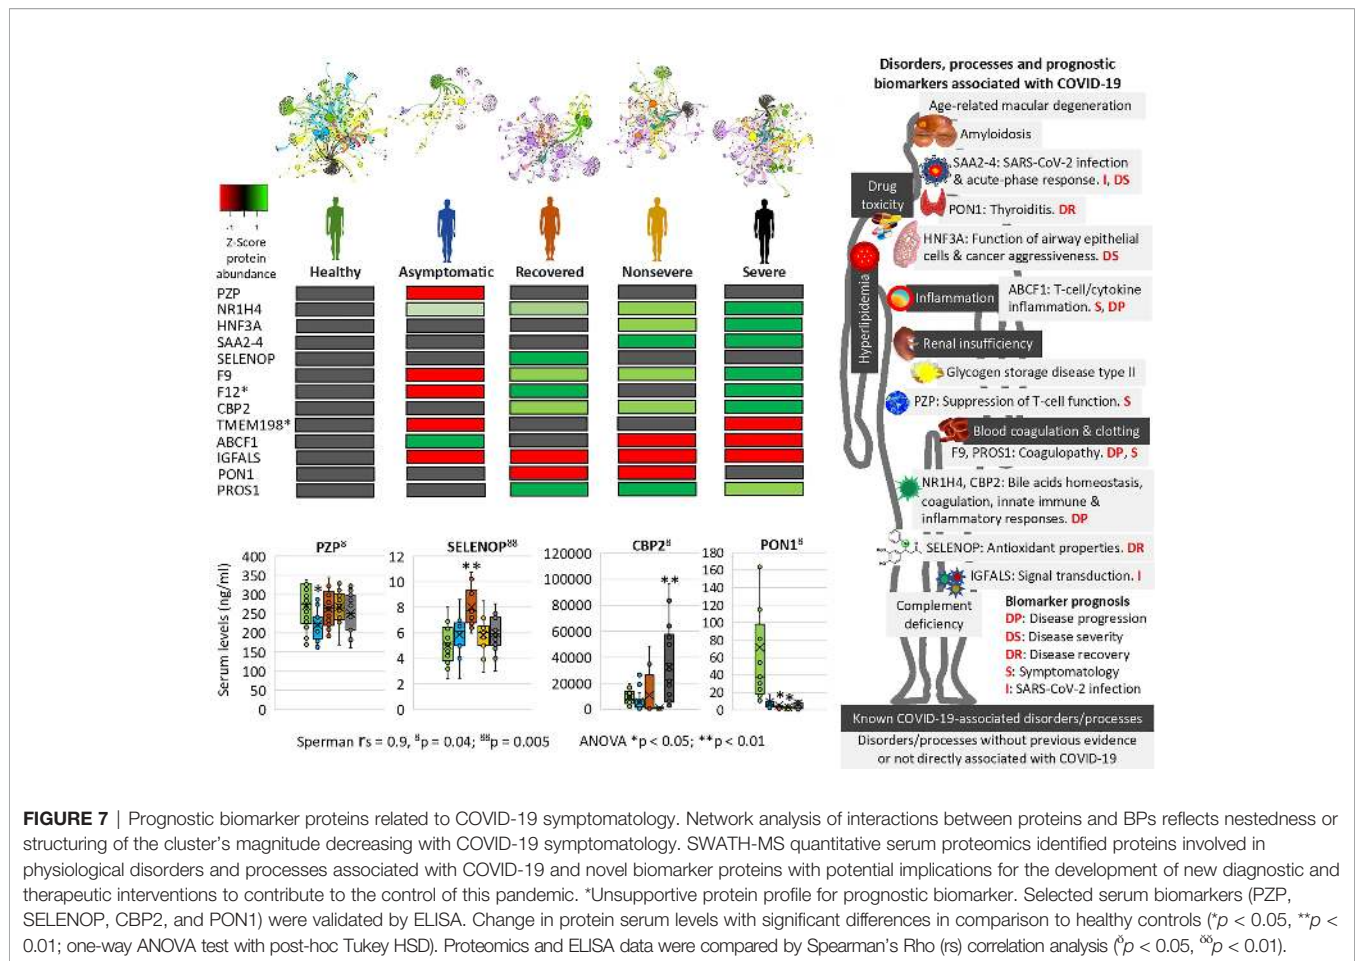 Disorders, processes and prognostic
biomarkers associated with COVID-19
Age-related macular degeneration
Amyloidosis
SAA2-4: SARS-CoV-2 infection
& acute-phase response. I, DS
Drug
toxicity
PON1: Thyroiditis. DR
HNF3A: Function of airway epithelial
cells & cancer aggressiveness. DS
Hyperlipidemia
Inflammation
ABCF1: T-cell/cytokine
inflammation. S, DP
Renal insufficiency
Glycogen storage disease type II
PZP: Suppression of T-cell function. S
Blood coagulation & clotting
F9, PROS1: Coagulopathy. DP, S
NR1H4, CBP2: Bile acids homeostasis,
coagulation, innate immune &
inflammatory responses. DP
SELENOP: Antioxidant properties. DR
IGFALS: Signal transduction. I
Complement
deficiency
Biomarker prognosis
DP: Disease progression
DS: Disease severity
DR: Disease recovery
S: Symptomatology
I: SARS-CoV-2 infection
Known COVID-19-associated disorders/processes
Disorders/processes without previous evidence
or not directly associated with COVID-19
-1 1
Z-Score
protein
abundance
Healthy Asymptomatic Recovered Nonsevere Severe
PZP
NR1H4
HNF3A
SAA2-4
SELENOP
F9
F12*
CBP2
TMEM198*
ABCF1
IGFALS
PON1
PROS1
Serum levels (ng/ml)
PZPᴽ
400
350
300
250
200
150
100
50
0
*
SELENOPᴽᴽ
12
10
8
6
4
2
0
**
CBP2ᴽ
120000
100000
80000
60000
40000
20000
0
**
PON1ᴽ
180
160
140
120
100
80
60
40
20
0
* *
Sperman rs = 0.9, ᴽp = 0.04; ᴽᴽp = 0.005 ANOVA *p < 0.05; **p < 0.01
FIGURE 7 | Prognostic biomarker proteins related to COVID-19 symptomatology. Network analysis of interactions between proteins and BPs reflects nestedness or
structuring of the cluster's magnitude decreasing with COVID-19 symptomatology. SWATH-MS quantitative serum proteomics identified proteins involved in
physiological disorders and processes associated with COVID-19 and novel biomarker proteins with potential implications for the development of new diagnostic and
therapeutic interventions to contribute to the control of this pandemic. *Unsupportive protein profile for prognostic biomarker. Selected serum biomarkers (PZP,
SELENOP, CBP2, and PON1) were validated by ELISA. Change in protein serum levels with significant differences in comparison to healthy controls (*p < 0.05, **p <
0.01; one-way ANOVA test with post-hoc Tukey HSD). Proteomics and ELISA data were compared by Spearman's Rho (rs) correlation analysis (ᴽp < 0.05, ᴽᴽp < 0.01).